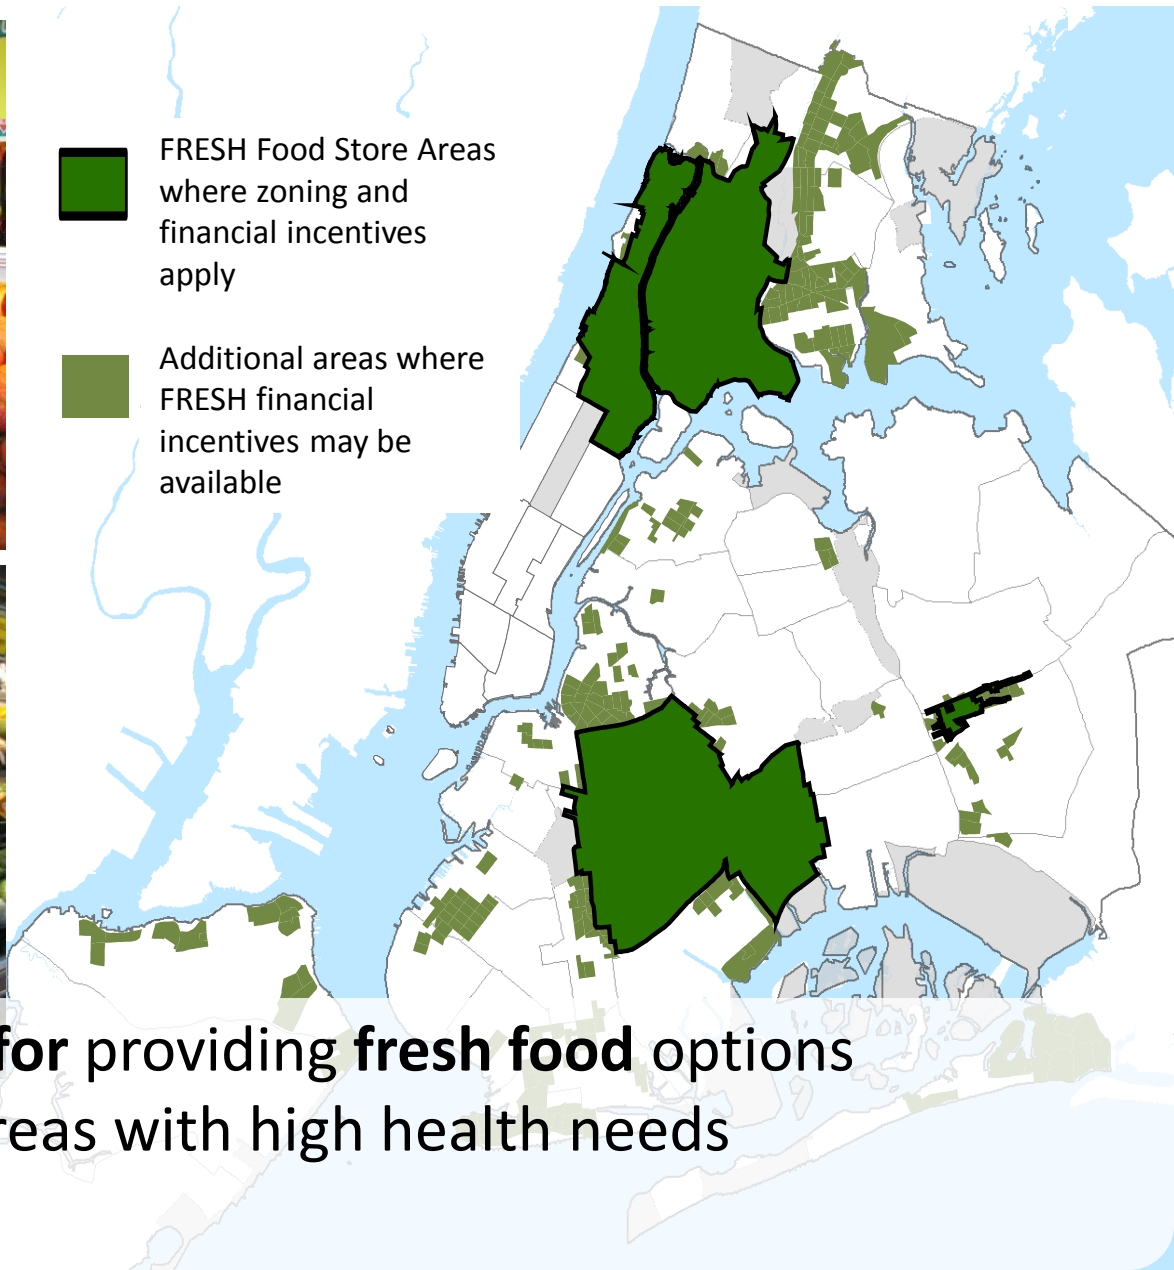 FRESH Food Store Areas
where zoning and
financial incentives
apply
Additional areas where
FRESH financial
incentives may be
available
for providing fresh food options
reas with high health needs